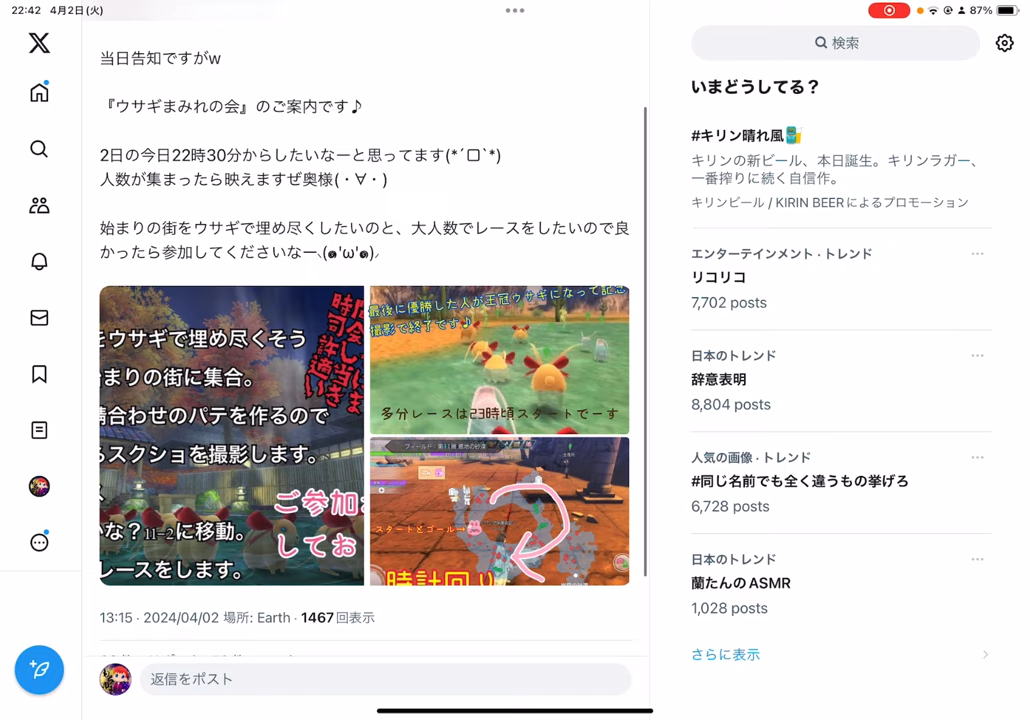 22:42 4月2日(火)
87%
当日告知ですがw
『ウサギまみれの会』のご案内です♪
2日の今日22時30分からしたいなーと思ってます(*´ロ`*)
人数が集まったら映えますぜ奥様(・∀・)
始まりの街をウサギで埋め尽くしたいのと、大人数でレースをしたいので良
かったら参加してくださいなー⸜(๑'ω'๑)⸝
ウサギで埋め尽くそう
まりの街に集合。
合わせのパテを作るので
スクショを撮影します。
かな?11-2に移動。
レースをします。
ご参加
してお
最後に優勝した人が王冠ウサギになって記念
撮影で終了です♪
多分レースは23時頃スタートでーす
スタートとゴール→
時計回り
13:15 · 2024/04/02 場所: Earth · 1467回表示
返信をポスト
検索
いまどうしてる?
#キリン晴れ風
キリンの新ビール、本日誕生。キリンラガー、
一番搾りに続く自信作。
キリンビール / KIRIN BEERによるプロモーション
エンターテインメント · トレンド
リコリコ
7,702 posts
日本のトレンド
辞意表明
8,804 posts
人気の画像 · トレンド
#同じ名前でも全く違うもの挙げろ
6,728 posts
日本のトレンド
蘭たんのASMR
1,028 posts
さらに表示